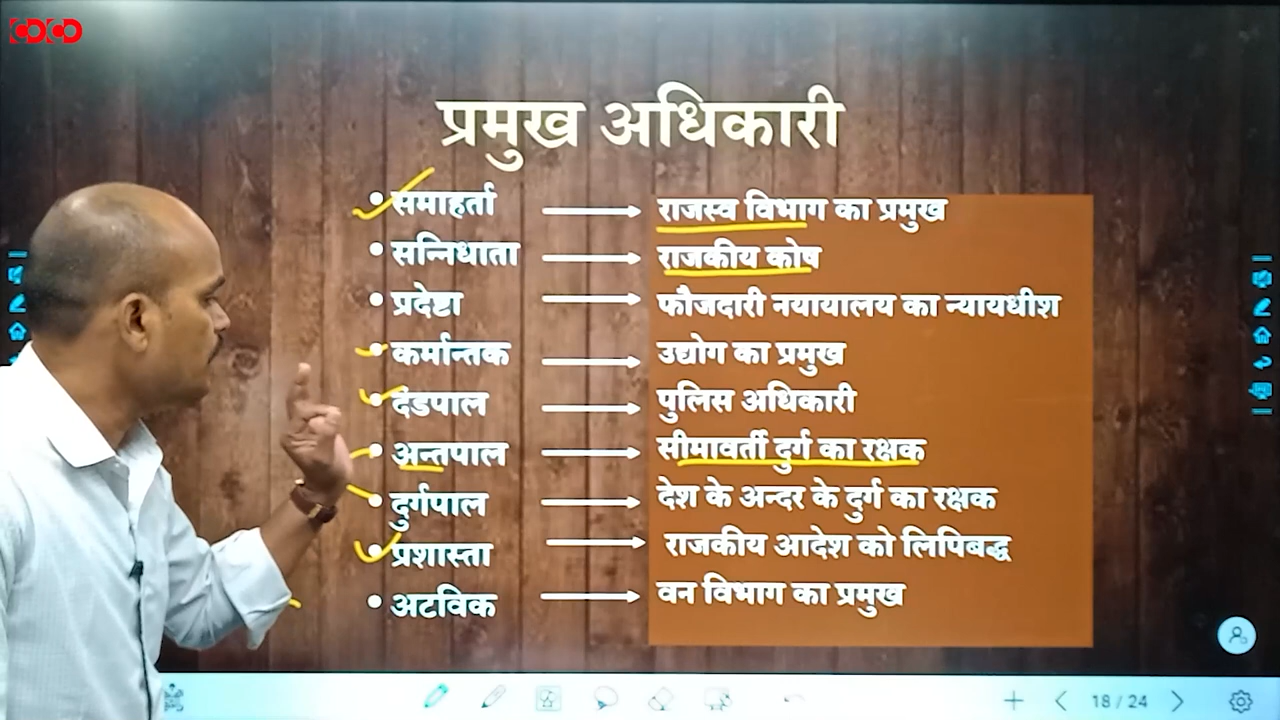 COCO
प्रमुख अधिकारी
• समाहर्ता → राजस्व विभाग का प्रमुख
• सन्निधाता → राजकीय कोष
• प्रदेष्टा → फौजदारी नयायालय का न्यायधीश
• कर्मान्तक → उद्योग का प्रमुख
• दंडपाल → पुलिस अधिकारी
• अन्तपाल → सीमावर्ती दुर्ग का रक्षक
• दुर्गपाल → देश के अन्दर के दुर्ग का रक्षक
• प्रशास्ता → राजकीय आदेश को लिपिबद्ध
• अटविक → वन विभाग का प्रमुख
18 / 24